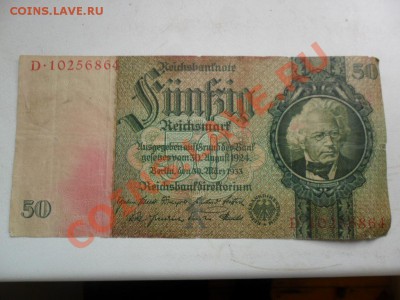 COINS.LAVE.RU
D·10256864
Reichsbanknote
50
Fünfzig
Reichsmark
Ausgegeben auf Grund des Bank
gesetzes vom 30. August 1924
Berlin, den 30. März 1933
Reichsbankdirektorium
50
D·10256864
COINS.LAVE.RU